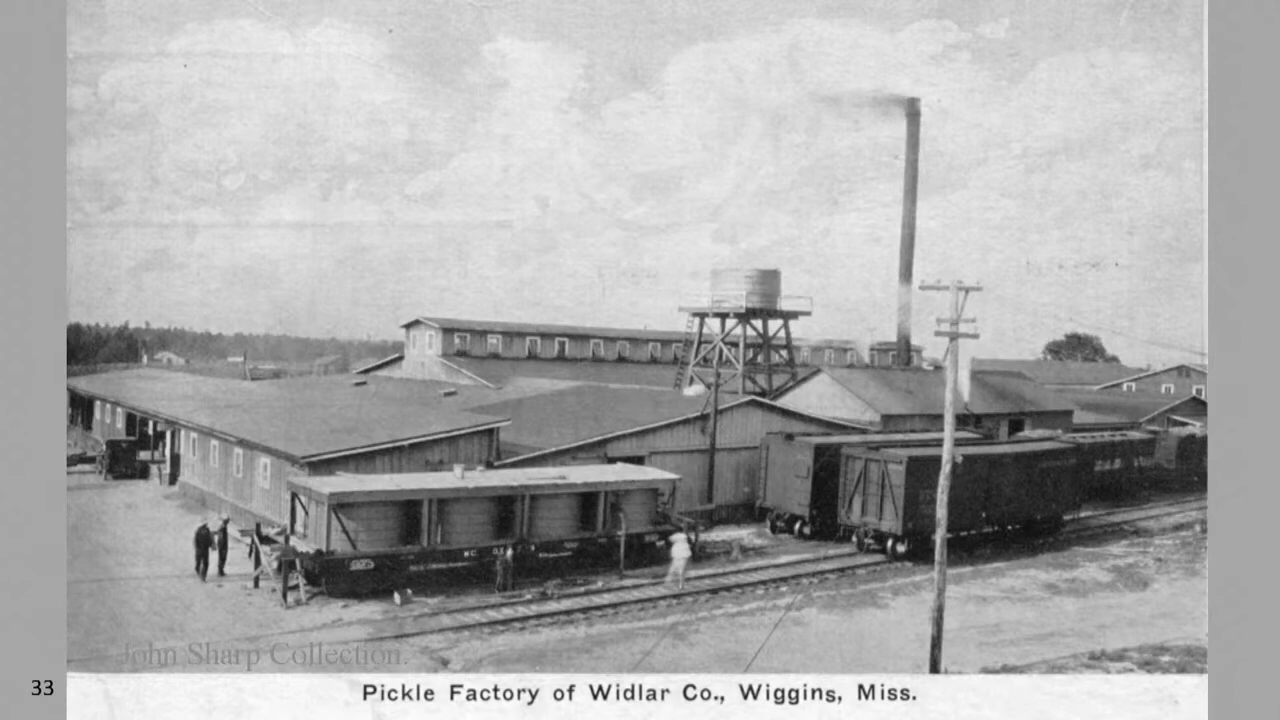 John Sharp Collection.
33
Pickle Factory of Widlar Co., Wiggins, Miss.